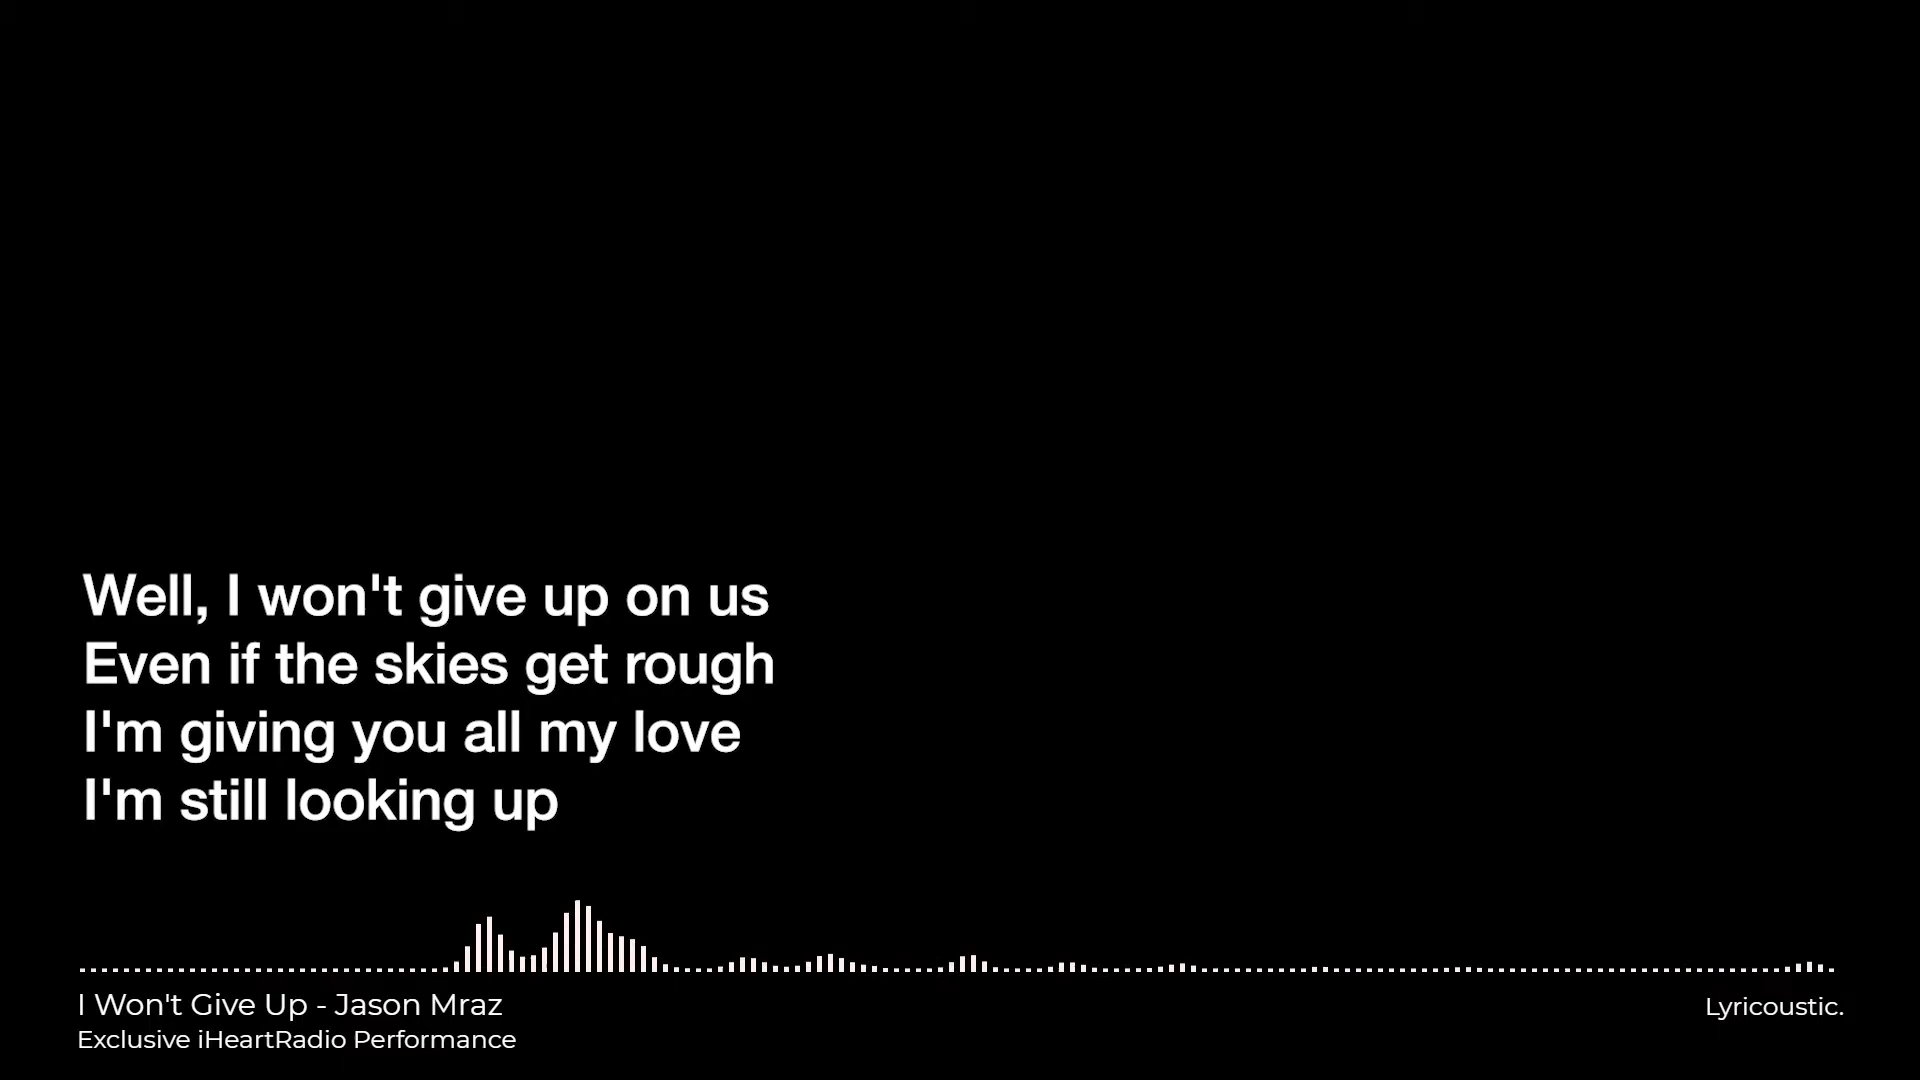 Well, I won't give up on us
Even if the skies get rough
I'm giving you all my love
I'm still looking up
I Won't Give Up - Jason Mraz
Exclusive iHeartRadio Performance
Lyricoustic.